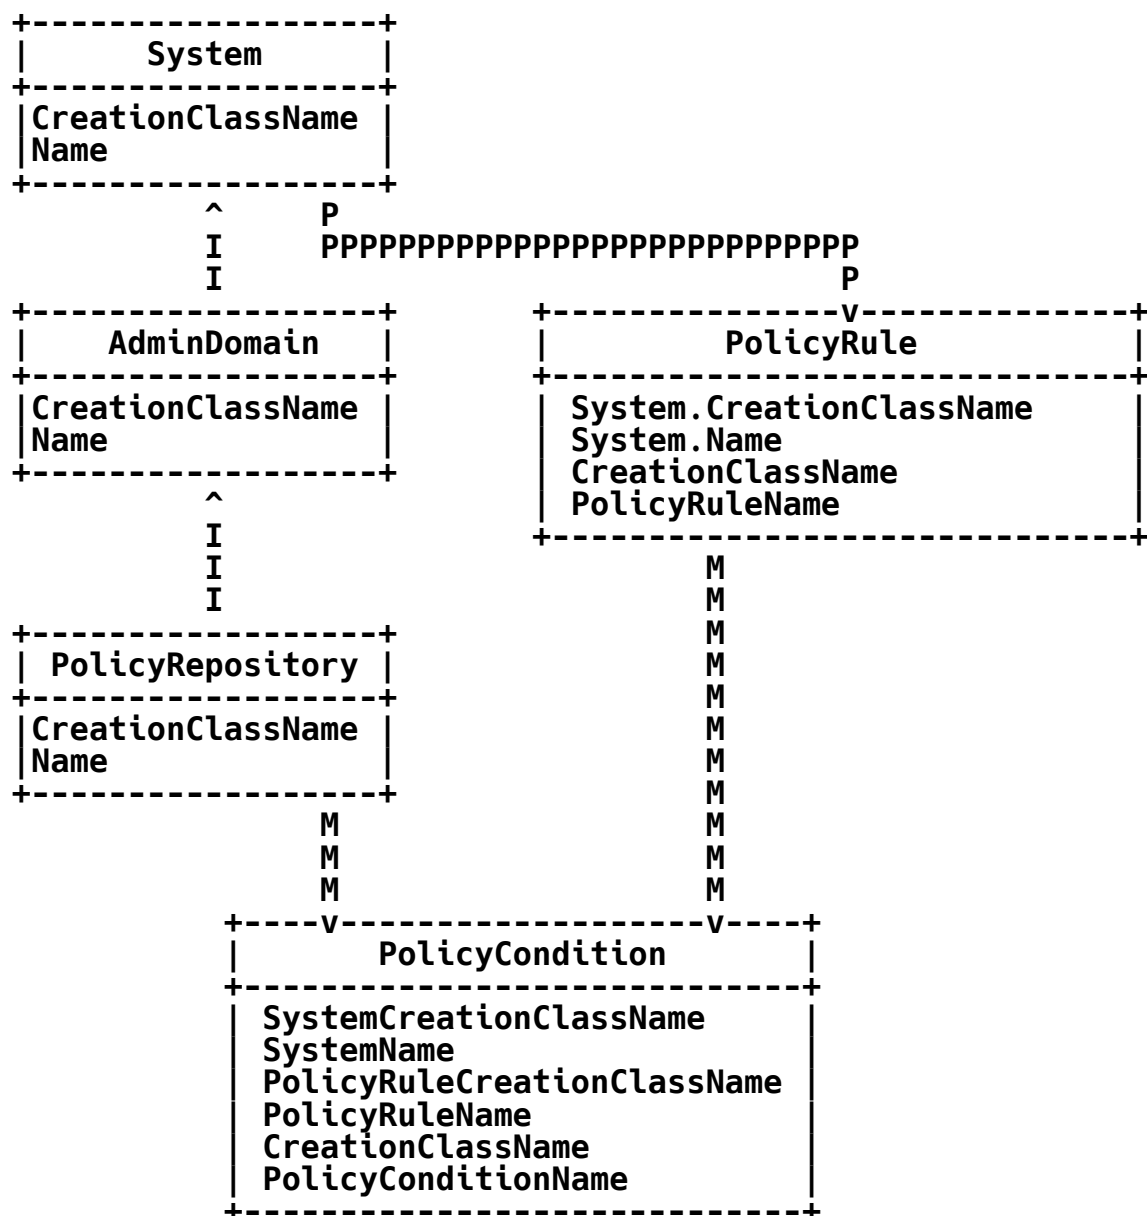 +------------------+
|      System      |
+------------------+
|CreationClassName |
|Name              |
+------------------+
          ^     P
          I     PPPPPPPPPPPPPPPPPPPPPPPPPPPP
          I                                P
+------------------+       +---------------v--------------+
|    AdminDomain   |       |         PolicyRule           |
+------------------+       +------------------------------+
|CreationClassName |       | System.CreationClassName     |
|Name              |       | System.Name                  |
+------------------+       | CreationClassName            |
          ^                | PolicyRuleName               |
          I                +------------------------------+
          I                         M
          I                         M
+------------------+                M
| PolicyRepository |                M
+------------------+                M
|CreationClassName |                M
|Name              |                M
+------------------+                M
                M                   M
                M                   M
                M                   M
           +----v-------------------v----+
           |       PolicyCondition       |
           +-----------------------------+
           | SystemCreationClassName     |
           | SystemName                  |
           | PolicyRuleCreationClassName |
           | PolicyRuleName              |
           | CreationClassName           |
           | PolicyConditionName         |
           +-----------------------------+